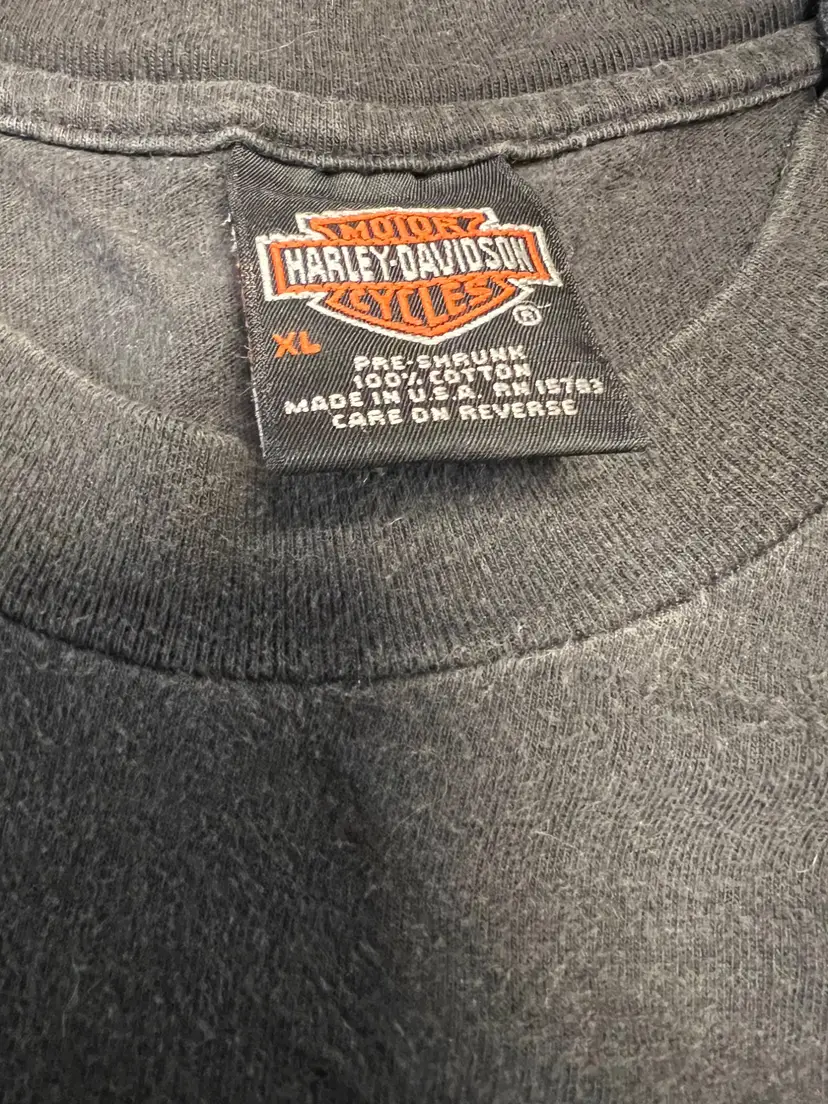 MOTOR
HARLEY-DAVIDSON
CYCLES
®
XL
PRE-SHRUNK
100% COTTON
MADE IN U.S.A. RN 15763
CARE ON REVERSE